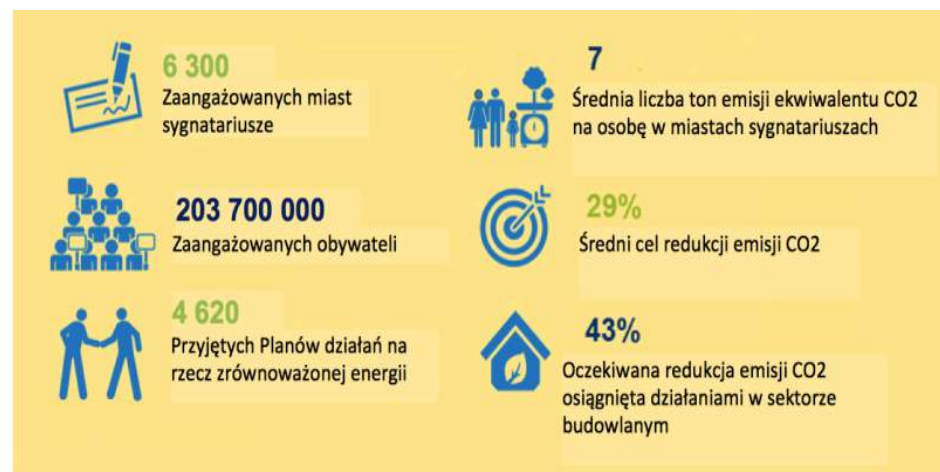 6 300
Zaangażowanych miast
sygnatariusze
203 700 000
Zaangażowanych obywateli
4 620
Przyjętych Planów działań na
rzecz zrównoważonej energii
7
Średnia liczba ton emisji ekwiwalentu CO2
na osobę w miastach sygnatariuszach
29%
Średni cel redukcji emisji CO2
43%
Oczekiwana redukcja emisji CO2
osiągnięta działaniami w sektorze
budowlanym